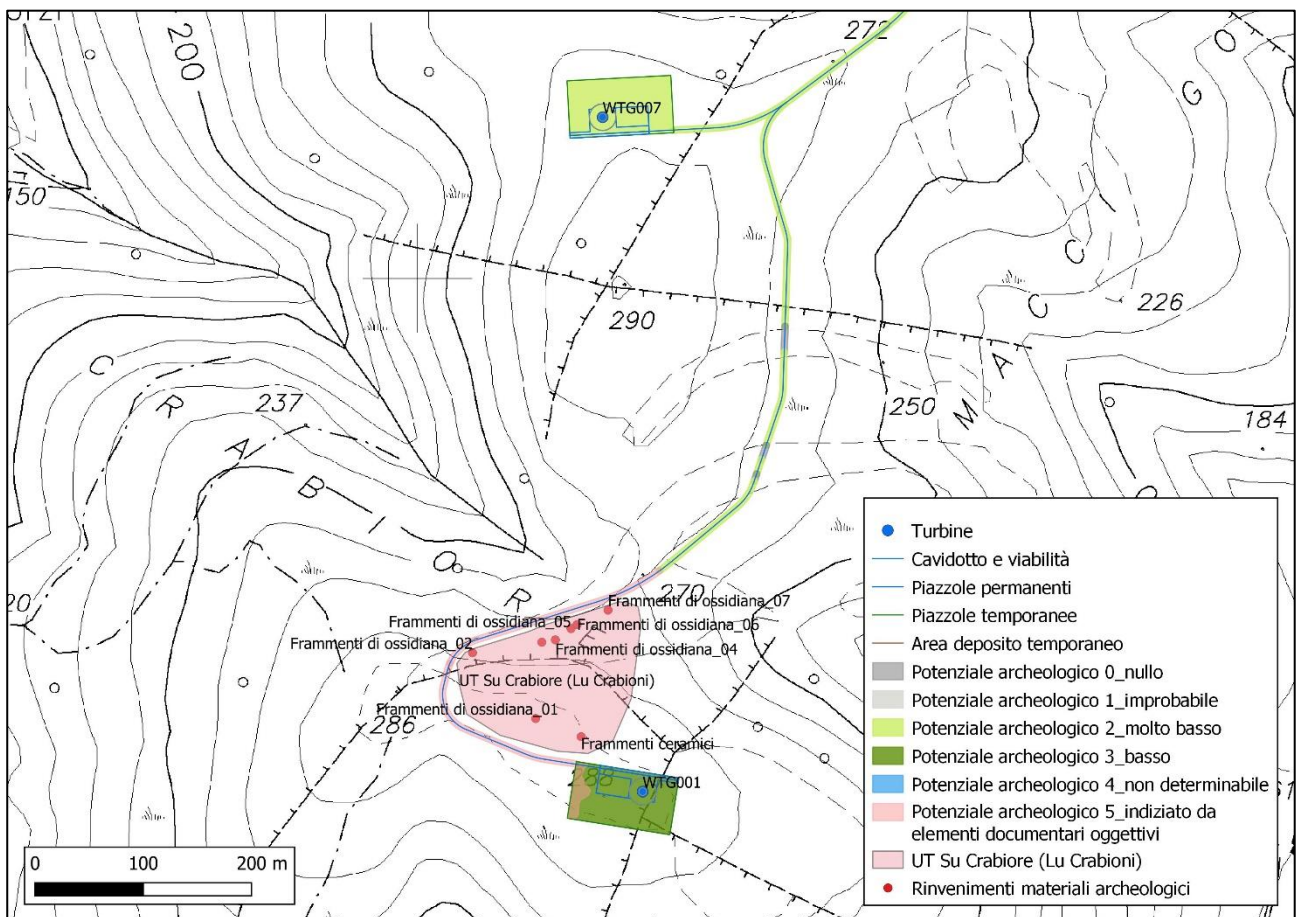 200
272
WTG007
150
290
226
MACCOGO
237
250
184
CRABIOR
20
270
Frammenti di ossidiana_07
Frammenti di ossidiana_05
Frammenti di ossidiana_06
Frammenti di ossidiana_02
Frammenti di ossidiana_04
UT Su Crabiore (Lu Crabioni)
Frammenti di ossidiana_01
286
Frammenti ceramici
288
WTG001
0 100 200 m
Turbine
Cavidotto e viabilità
Piazzole permanenti
Piazzole temporanee
Area deposito temporaneo
Potenziale archeologico 0_nullo
Potenziale archeologico 1_improbabile
Potenziale archeologico 2_molto basso
Potenziale archeologico 3_basso
Potenziale archeologico 4_non determinabile
Potenziale archeologico 5_indiziato da
elementi documentari oggettivi
UT Su Crabiore (Lu Crabioni)
Rinvenimenti materiali archeologici